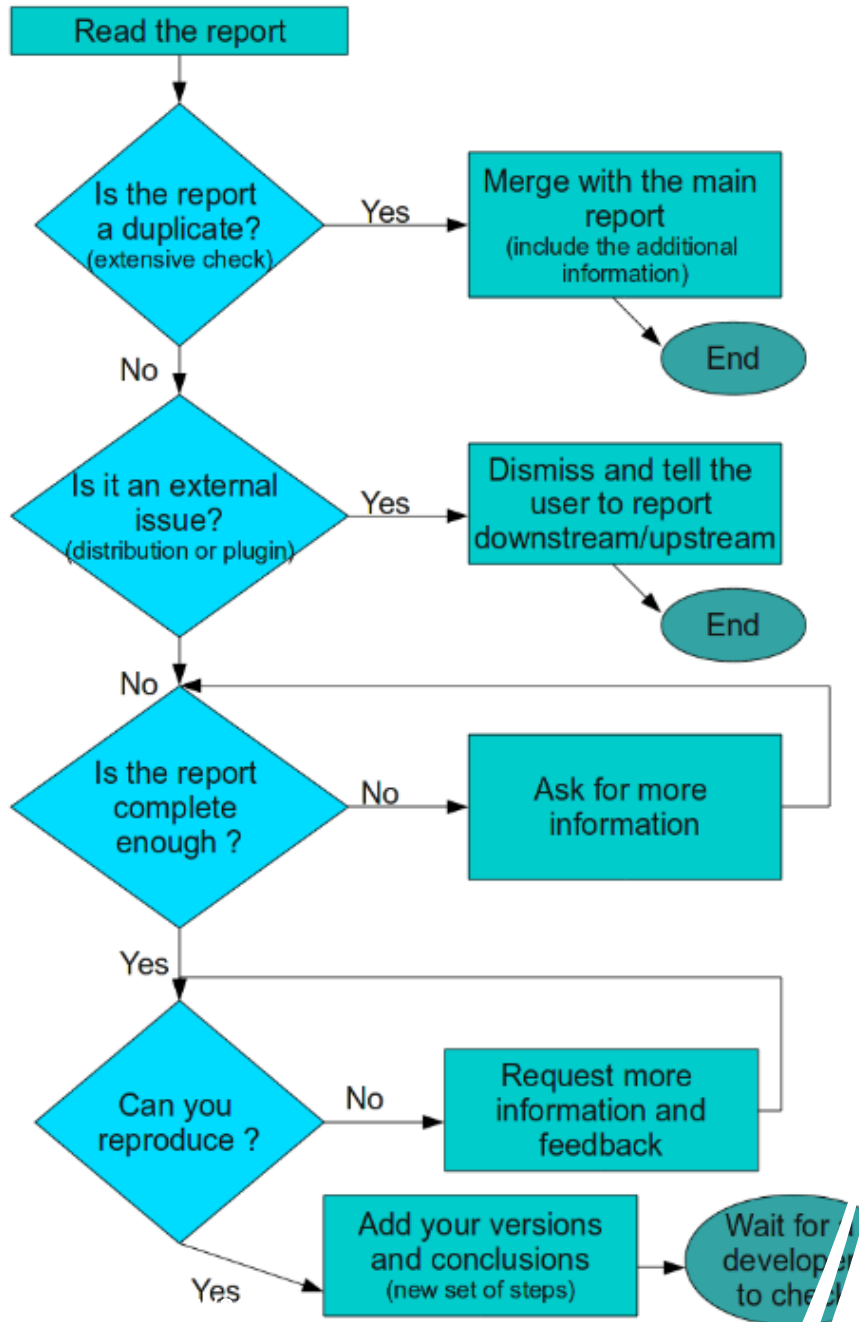 Read the report
Is the report
a duplicate?
(extensive check)
Yes
Merge with the main
report
(include the additional
information)
End
No
Is it an external
issue?
(distribution or plugin)
Yes
Dismiss and tell the
user to report
downstream/upstream
End
No
Is the report
complete
enough ?
No
Ask for more
information
Yes
Can you
reproduce ?
No
Request more
information and
feedback
Yes
Add your versions
and conclusions
(new set of steps)
Wait for
developer
to check